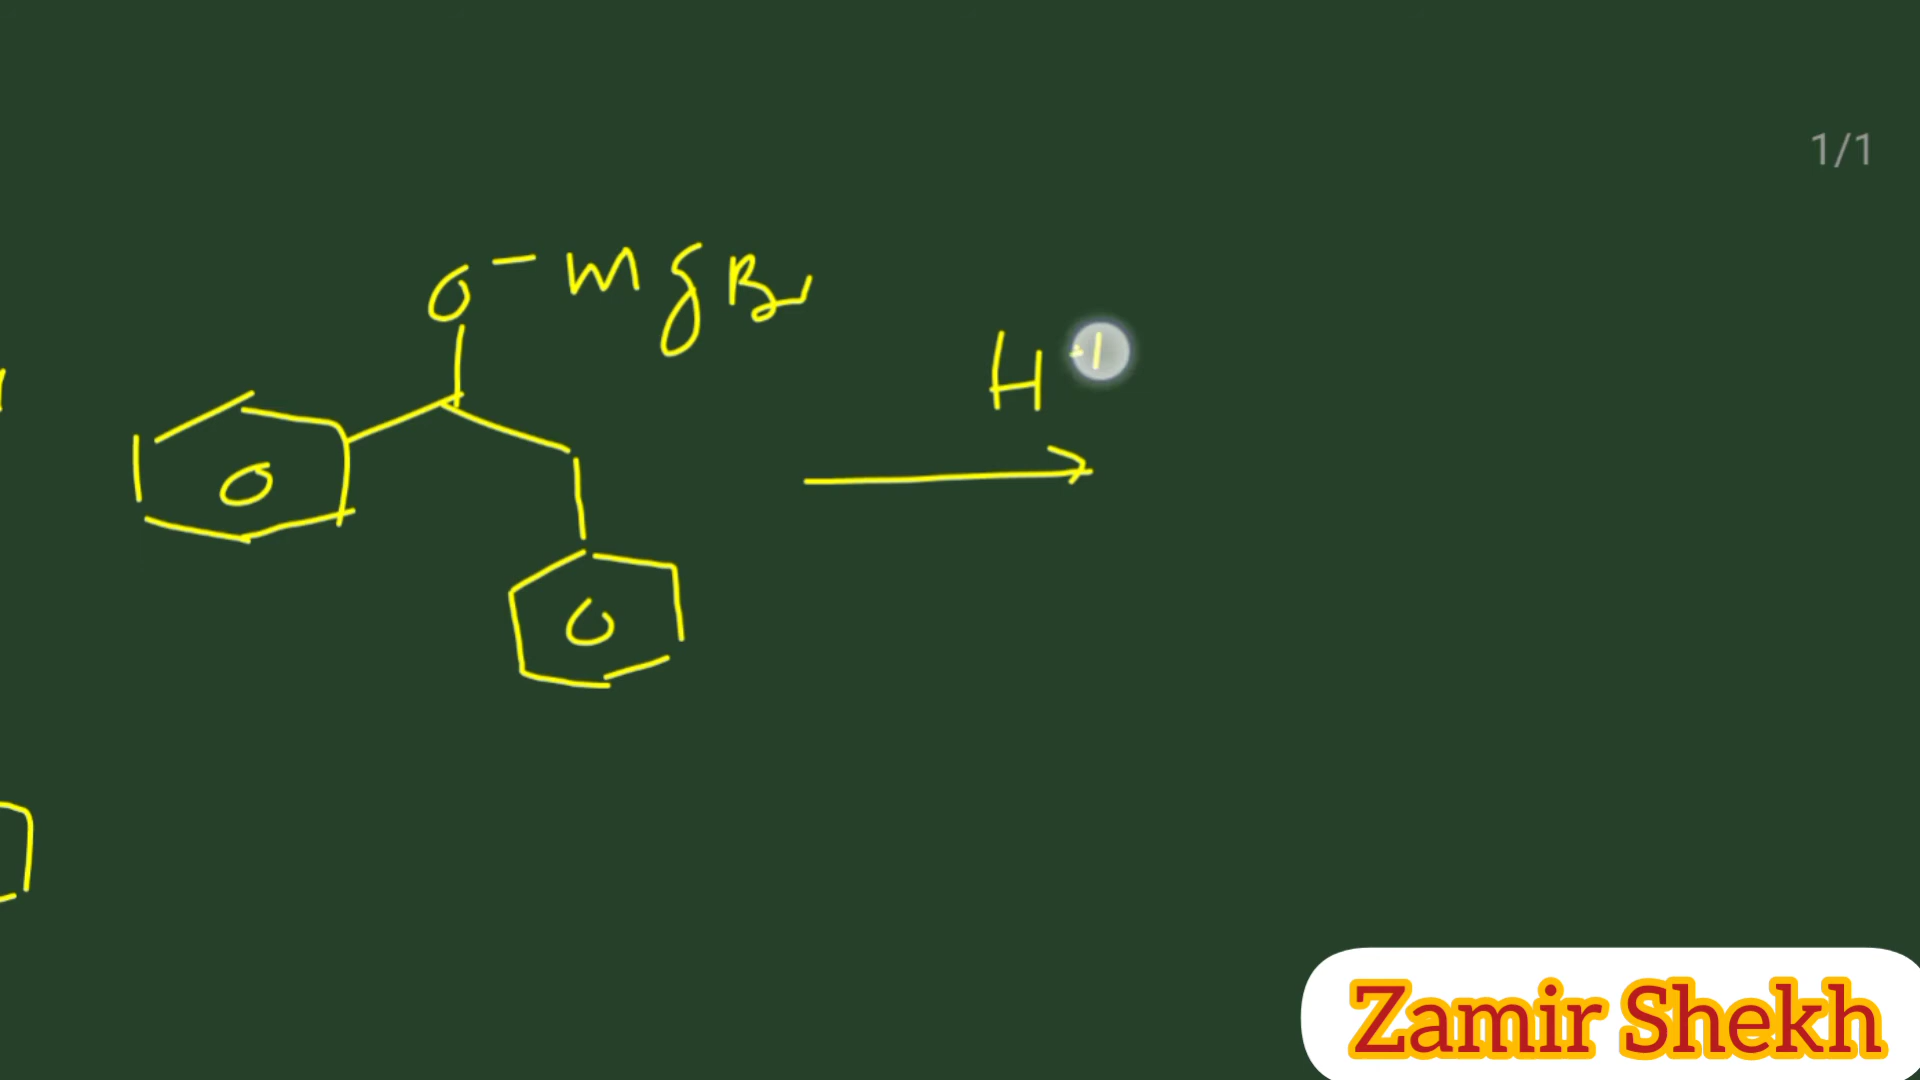 1/1
O-mgBr
H+
O
O
Zamir Shekh